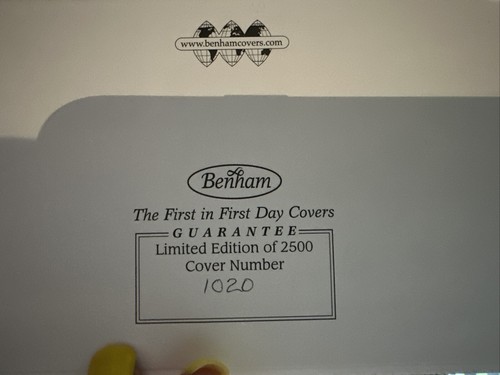 www.benhamcovers.com
Benham
The First in First Day Covers
GUARANTEE
Limited Edition of 2500
Cover Number
1020